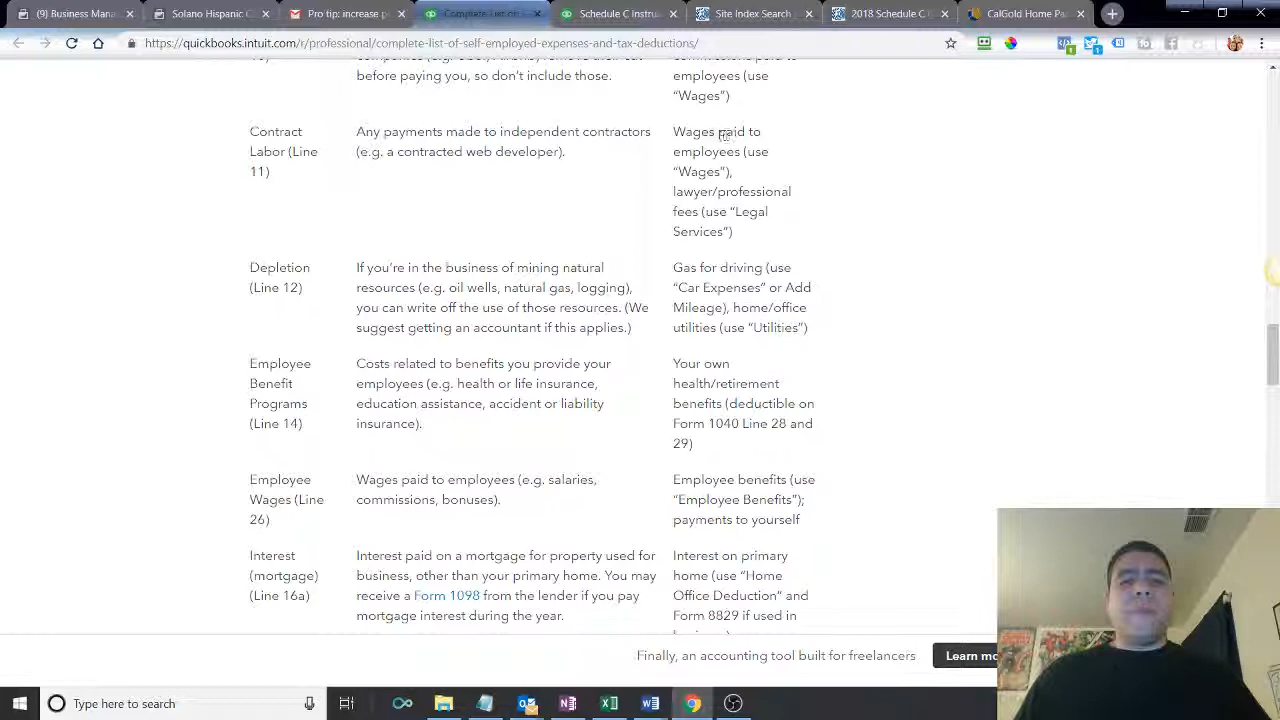 (9) Business Mana
Solano Hispanic C
Pro tip: increase p
Complete List of S
Schedule C Instru
Site Index Search
2018 Schedule C
CalGold Home Pa
https://quickbooks.intuit.com/r/professional/complete-list-of-self-employed-expenses-and-tax-deductions/
before paying you, so don't include those.
employees (use
"Wages")
Contract
Labor (Line
11)
Any payments made to independent contractors
(e.g. a contracted web developer).
Wages paid to
employees (use
"Wages"),
lawyer/professional
fees (use "Legal
Services")
Depletion
(Line 12)
If you're in the business of mining natural
resources (e.g. oil wells, natural gas, logging),
you can write off the use of those resources. (We
suggest getting an accountant if this applies.)
Gas for driving (use
"Car Expenses" or Add
Mileage), home/office
utilities (use "Utilities")
Employee
Benefit
Programs
(Line 14)
Costs related to benefits you provide your
employees (e.g. health or life insurance,
education assistance, accident or liability
insurance).
Your own
health/retirement
benefits (deductible on
Form 1040 Line 28 and
29)
Employee
Wages (Line
26)
Wages paid to employees (e.g. salaries,
commissions, bonuses).
Employee benefits (use
"Employee Benefits");
payments to yourself
Interest
(mortgage)
(Line 16a)
Interest paid on a mortgage for property used for
business, other than your primary home. You may
receive a Form 1098 from the lender if you pay
mortgage interest during the year.
Interest on primary
home (use "Home
Office Deduction" and
Form 8829 if used in
Finally, an accounting tool built for freelancers
Learn mo
Type here to search